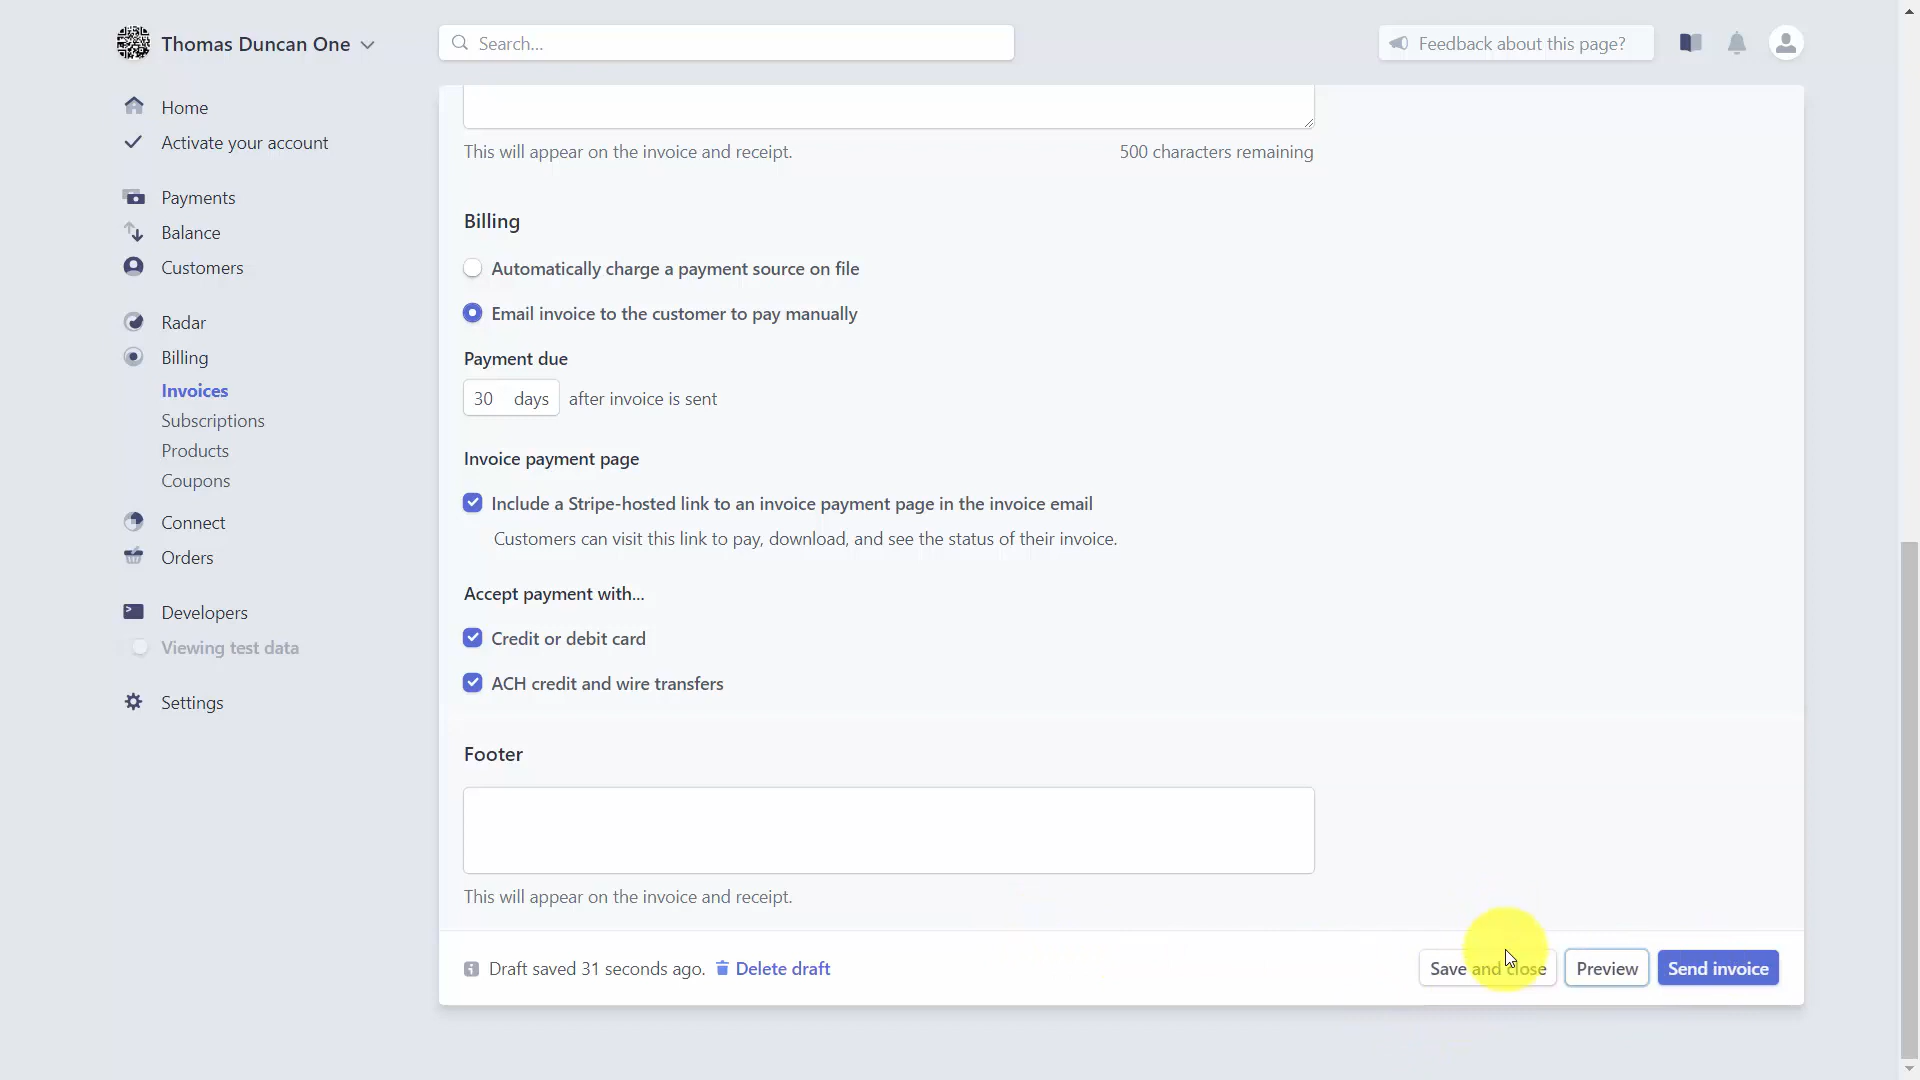 Thomas Duncan One
Search...
Feedback about this page?
Home
Activate your account
Payments
Balance
Customers
Radar
Billing
Invoices
Subscriptions
Products
Coupons
Connect
Orders
Developers
Viewing test data
Settings
This will appear on the invoice and receipt. 500 characters remaining
Billing
Automatically charge a payment source on file
Email invoice to the customer to pay manually
Payment due
30 days after invoice is sent
Invoice payment page
Include a Stripe-hosted link to an invoice payment page in the invoice email
Customers can visit this link to pay, download, and see the status of their invoice.
Accept payment with...
Credit or debit card
ACH credit and wire transfers
Footer
This will appear on the invoice and receipt.
Draft saved 31 seconds ago. Delete draft Save and close Preview Send invoice